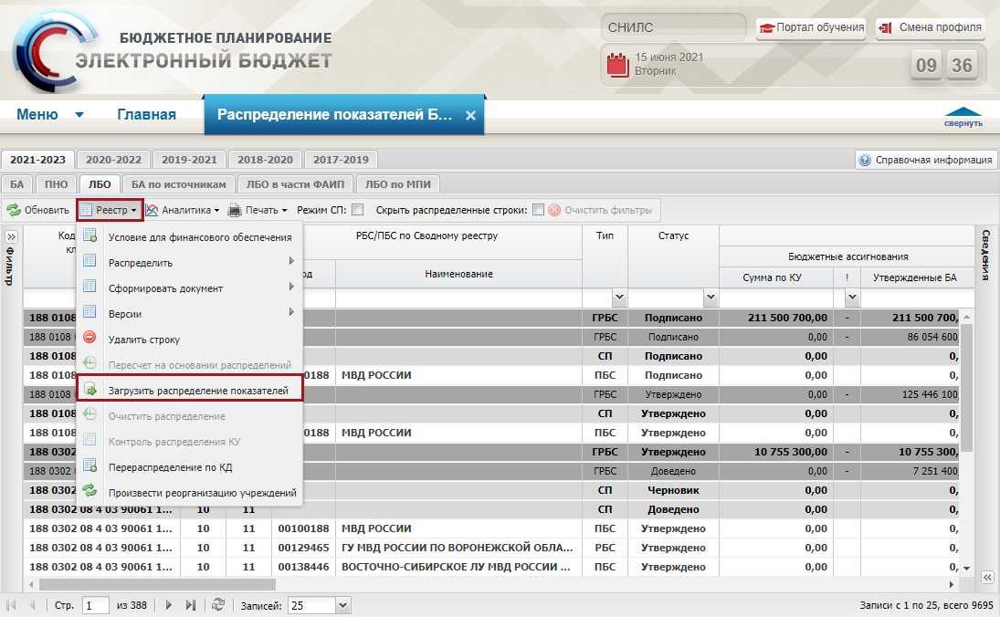 БЮДЖЕТНОЕ ПЛАНИРОВАНИЕ
ЭЛЕКТРОННЫЙ БЮДЖЕТ
СНИЛС
Портал обучения
Смена профиля
15 июня 2021
Вторник
09 36
Меню Главная Распределение показателей Б...
свернуть
2021-2023 2020-2022 2019-2021 2018-2020 2017-2019 Справочная информация
БА ПНО ЛБО БА по источникам ЛБО в части ФАИП ЛБО по МПИ
Обновить Реестр Аналитика Печать Режим СП: Скрыть распределенные строки: Очистить фильтры
Фильтр
Сведения
Код РБС/ПБС по Сводному реестру Тип Статус
кл
Бюджетные ассигнования
од Наименование Сумма по КУ ! Утвержденные БА
Условие для финансового обеспечения
Распределить
Сформировать документ
Версии
Удалить строку
Пересчет на основании распределений
Загрузить распределение показателей
Очистить распределение
Контроль распределения КУ
Перераспределение по КД
Произвести реорганизацию учреждений
188 0108 ГРБС Подписано 211 500 700,00 - 211 500 700,
188 0108 ГРБС Подписано 0,00 - 86 054 600,
188 0108 СП Подписано 0,00 0,
188 0108 0188 МВД РОССИИ ПБС Подписано 0,00 0,
188 0108 ГРБС Утверждено 0,00 - 125 446 100,
188 0108 СП Утверждено 0,00 0,
188 0108 0188 МВД РОССИИ ПБС Утверждено 0,00 0,
188 0302 ГРБС Утверждено 10 755 300,00 - 10 755 300,
188 0302 ГРБС Доведено 0,00 - 7 251 400,
188 0302 СП Черновик 0,00 0,
188 0302 08 4 03 90061 1... 10 11 СП Доведено 0,00 0,
188 0302 08 4 03 90061 1... 10 11 00100188 МВД РОССИИ ПБС Утверждено 0,00 0,
188 0302 08 4 03 90061 1... 10 11 00129465 ГУ МВД РОССИИ ПО ВОРОНЕЖСКОЙ ОБЛА... РБС Утверждено 0,00 0,
188 0302 08 4 03 90061 1... 10 11 00138446 ВОСТОЧНО-СИБИРСКОЕ ЛУ МВД РОССИИ ... ПБС Утверждено 0,00 0,
Стр. 1 из 388 Записей: 25 Записи с 1 по 25, всего 9695